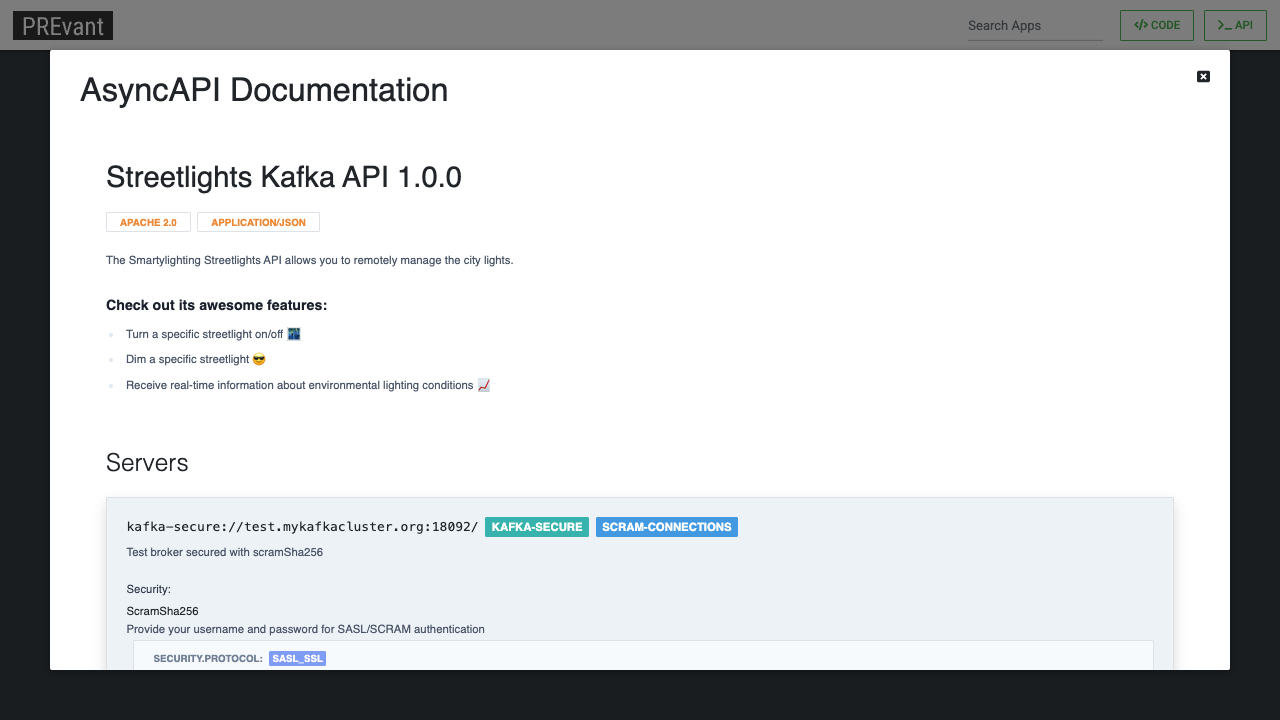 PREvant
Search Apps
</> CODE
>_ API
AsyncAPI Documentation
Streetlights Kafka API 1.0.0
APACHE 2.0 APPLICATION/JSON
The Smartylighting Streetlights API allows you to remotely manage the city lights.
Check out its awesome features:
Turn a specific streetlight on/off 🌃
Dim a specific streetlight 😎
Receive real-time information about environmental lighting conditions 📈
Servers
kafka-secure://test.mykafkacluster.org:18092/ KAFKA-SECURE SCRAM-CONNECTIONS
Test broker secured with scramSha256
Security:
ScramSha256
Provide your username and password for SASL/SCRAM authentication
SECURITY.PROTOCOL: SASL_SSL